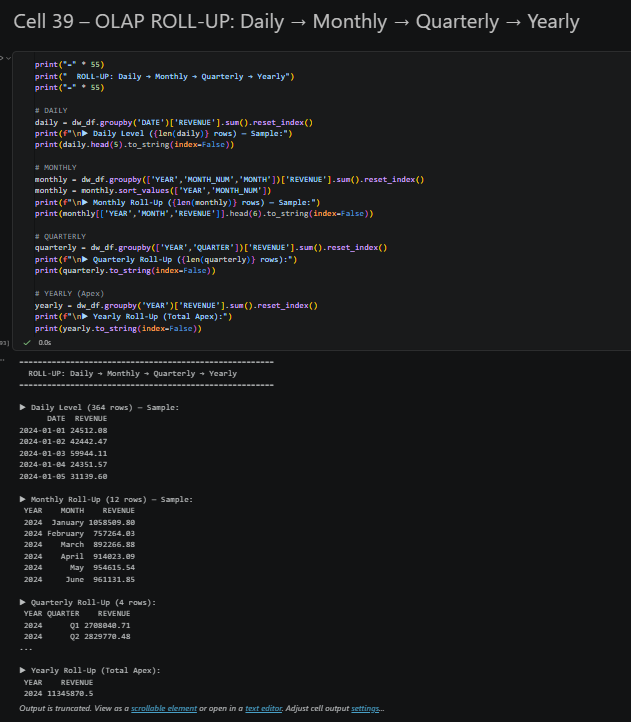 Cell 39 – OLAP ROLL-UP: Daily → Monthly → Quarterly → Yearly
print("=" * 55)
print("  ROLL-UP: Daily → Monthly → Quarterly → Yearly")
print("=" * 55)
# DAILY
daily = dw_df.groupby('DATE')['REVENUE'].sum().reset_index()
print(f"\n▶ Daily Level ({len(daily)} rows) — Sample:")
print(daily.head(5).to_string(index=False))
# MONTHLY
monthly = dw_df.groupby(['YEAR','MONTH_NUM','MONTH'])['REVENUE'].sum().reset_index()
monthly = monthly.sort_values(['YEAR','MONTH_NUM'])
print(f"\n▶ Monthly Roll-Up ({len(monthly)} rows) — Sample:")
print(monthly[['YEAR','MONTH','REVENUE']].head(6).to_string(index=False))
# QUARTERLY
quarterly = dw_df.groupby(['YEAR','QUARTER'])['REVENUE'].sum().reset_index()
print(f"\n▶ Quarterly Roll-Up ({len(quarterly)} rows):")
print(quarterly.to_string(index=False))
# YEARLY (Apex)
yearly = dw_df.groupby('YEAR')['REVENUE'].sum().reset_index()
print(f"\n▶ Yearly Roll-Up (Total Apex):")
print(yearly.to_string(index=False))
✓ 0.0s
=======================================================
  ROLL-UP: Daily → Monthly → Quarterly → Yearly
=======================================================
▶ Daily Level (364 rows) — Sample:
      DATE  REVENUE
2024-01-01 24512.08
2024-01-02 42442.47
2024-01-03 59944.11
2024-01-04 24351.57
2024-01-05 31139.60
▶ Monthly Roll-Up (12 rows) — Sample:
 YEAR    MONTH    REVENUE
 2024  January 1058509.80
 2024 February  757264.03
 2024    March  892266.88
 2024    April  914023.09
 2024      May  954615.54
 2024     June  961131.85
▶ Quarterly Roll-Up (4 rows):
 YEAR QUARTER    REVENUE
 2024      Q1 2708040.71
 2024      Q2 2829770.48
...
▶ Yearly Roll-Up (Total Apex):
 YEAR    REVENUE
 2024 11345870.5
Output is truncated. View as a scrollable element or open in a text editor. Adjust cell output settings...